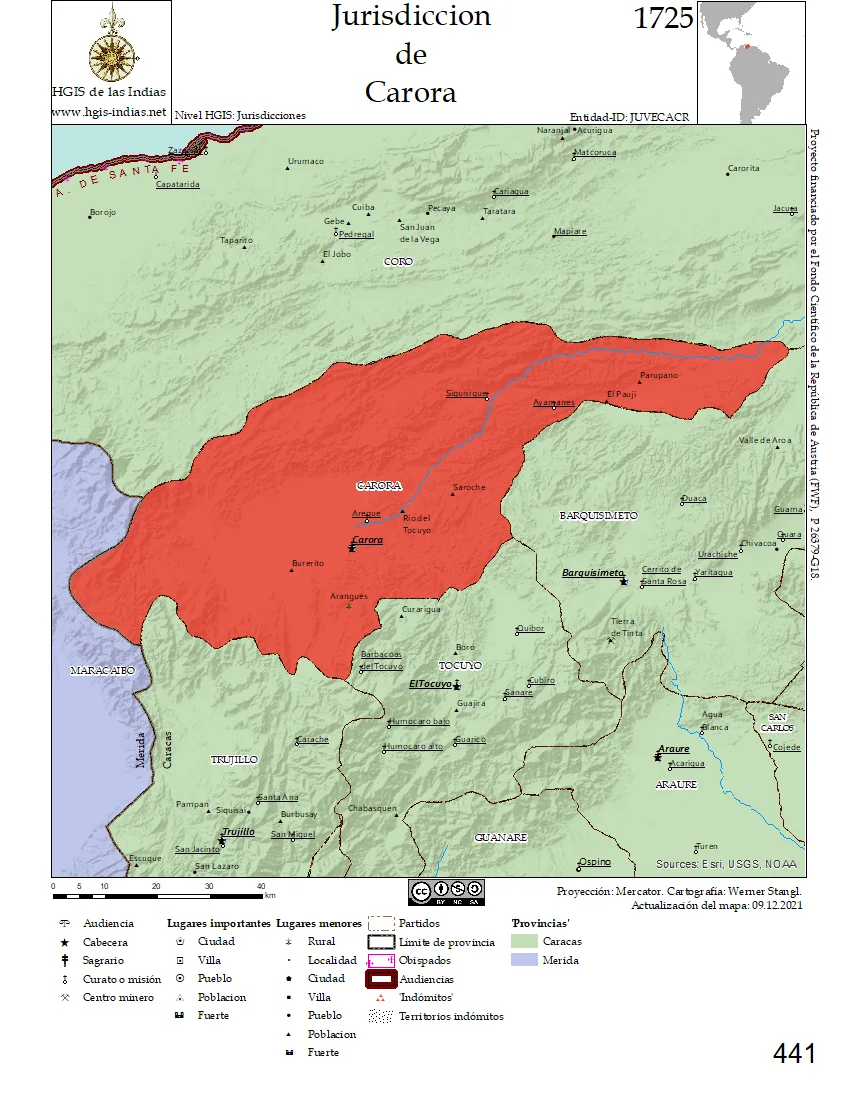 Jurisdiccion
de
Carora
1725
HGIS de las Indias
www.hgis-indias.net
Nivel HGIS: Jurisdicciones
Entidad-ID: JUVECACR
Proyecto financiado por el Fondo Científico de la República de Austria (FWF), P 26379-G18.
A. DE SANTA FE
Capatarida
Borojo
Urumaco
Naranjal
Acurigua
Matcoruca
Carorita
Cariagua
Cuiba
Pecaya
Taratara
Gebe
Pedregal
San Juan
de la Vega
Mapiare
Taparito
El Jobo
CORO
Parupano
Siquisique
Ayamanes
El Pauji
Valle de Aroa
CARORA
Saroche
Duaca
Guama
Aregue
Rio del
Tocuyo
BARQUISIMETO
Carora
Chivacoa
Urachiche
Burerito
Barquisimeto
Cerrito de
Santa Rosa
Yaritagua
Arangues
Curarigua
Quibor
Tierra
de Tinta
Barbacoas
del Tocuyo
Boro
MARACAIBO
TOCUYO
ElTocuyo
Cubiro
Sanare
Guajira
Agua
Blanca
SAN
CARLOS
Humocaro bajo
Merida
Caracas
Carache
Humocaro alto
Guarico
Araure
Cojede
TRUJILLO
Acarigua
ARAURE
Santa Ana
Pampan
Siquisai
Burbusay
Chabasquen
Trujillo
San Miguel
GUANARE
San Jacinto
Turen
Escuque
San Lazaro
Ospino
Sources: Esri, USGS, NOAA
0 5 10 20 30 40
km
CC BY NC SA
Proyección: Mercator. Cartografía: Werner Stangl.
Actualización del mapa: 09.12.2021
Audiencia
Cabecera
Sagrario
Curato o misión
Centro minero
Lugares importantes
Ciudad
Villa
Pueblo
Poblacion
Fuerte
Lugares menores
Rural
Localidad
Ciudad
Villa
Pueblo
Poblacion
Fuerte
Partidos
Límite de provincia
Obispados
Audiencias
'Indómitos'
Territorios indómitos
'Provincias'
Caracas
Merida
441